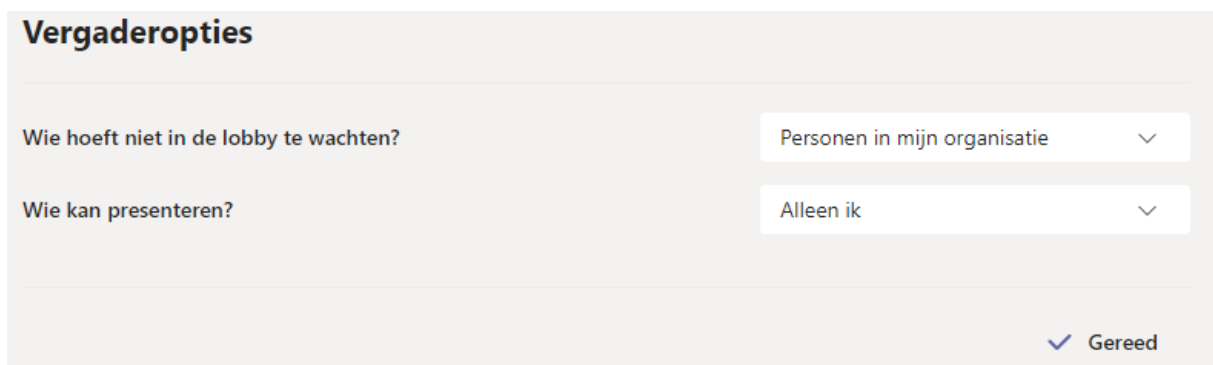 Vergaderopties
Wie hoeft niet in de lobby te wachten? Personen in mijn organisatie
Wie kan presenteren? Alleen ik
Gereed